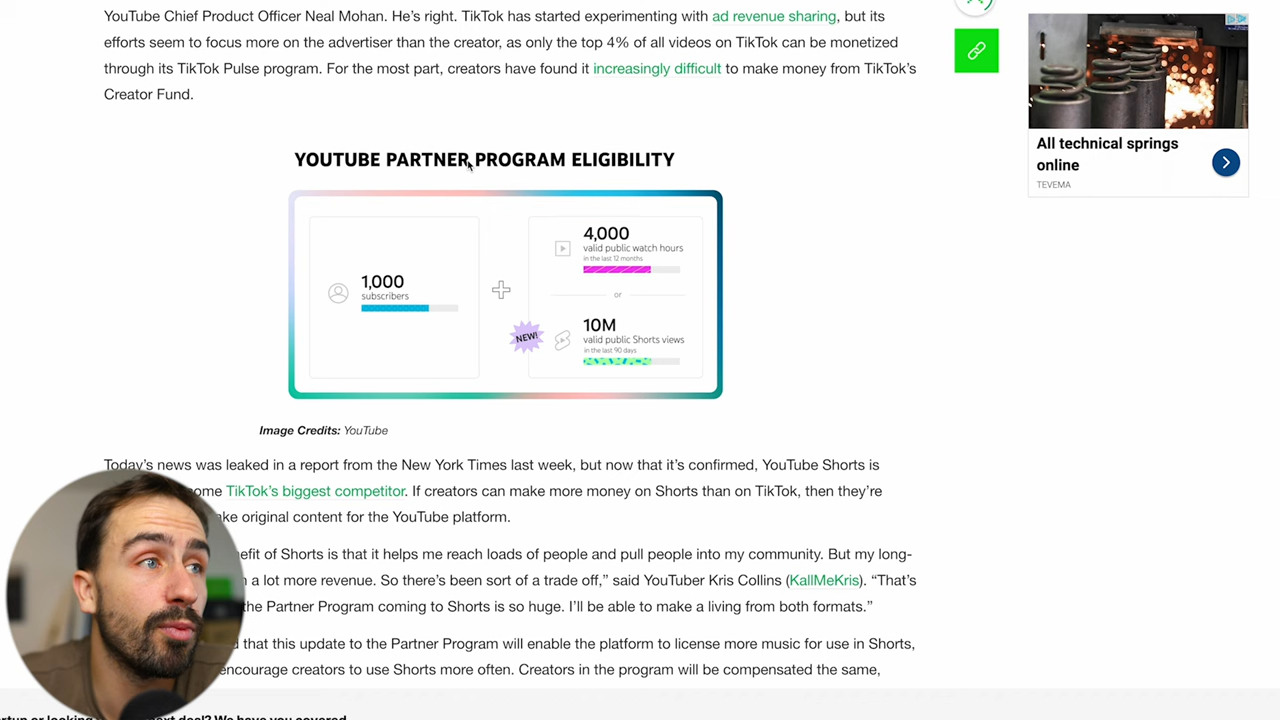 YouTube Chief Product Officer Neal Mohan. He's right. TikTok has started experimenting with ad revenue sharing, but its
efforts seem to focus more on the advertiser than the creator, as only the top 4% of all videos on TikTok can be monetized
through its TikTok Pulse program. For the most part, creators have found it increasingly difficult to make money from TikTok's
Creator Fund.
All technical springs
online
TEVEMA
YOUTUBE PARTNER PROGRAM ELIGIBILITY
1,000
subscribers
4,000
valid public watch hours
in the last 12 months
or
NEW!
10M
valid public Shorts views
in the last 90 days
Image Credits: YouTube
Today's news was leaked in a report from the New York Times last week, but now that it's confirmed, YouTube Shorts is
TikTok's biggest competitor. If creators can make more money on Shorts than on TikTok, then they're
original content for the YouTube platform.
of Shorts is that it helps me reach loads of people and pull people into my community. But my long-
a lot more revenue. So there's been sort of a trade off,” said YouTuber Kris Collins (KallMeKris). “That's
the Partner Program coming to Shorts is so huge. I'll be able to make a living from both formats.”
that this update to the Partner Program will enable the platform to license more music for use in Shorts,
encourage creators to use Shorts more often. Creators in the program will be compensated the same,